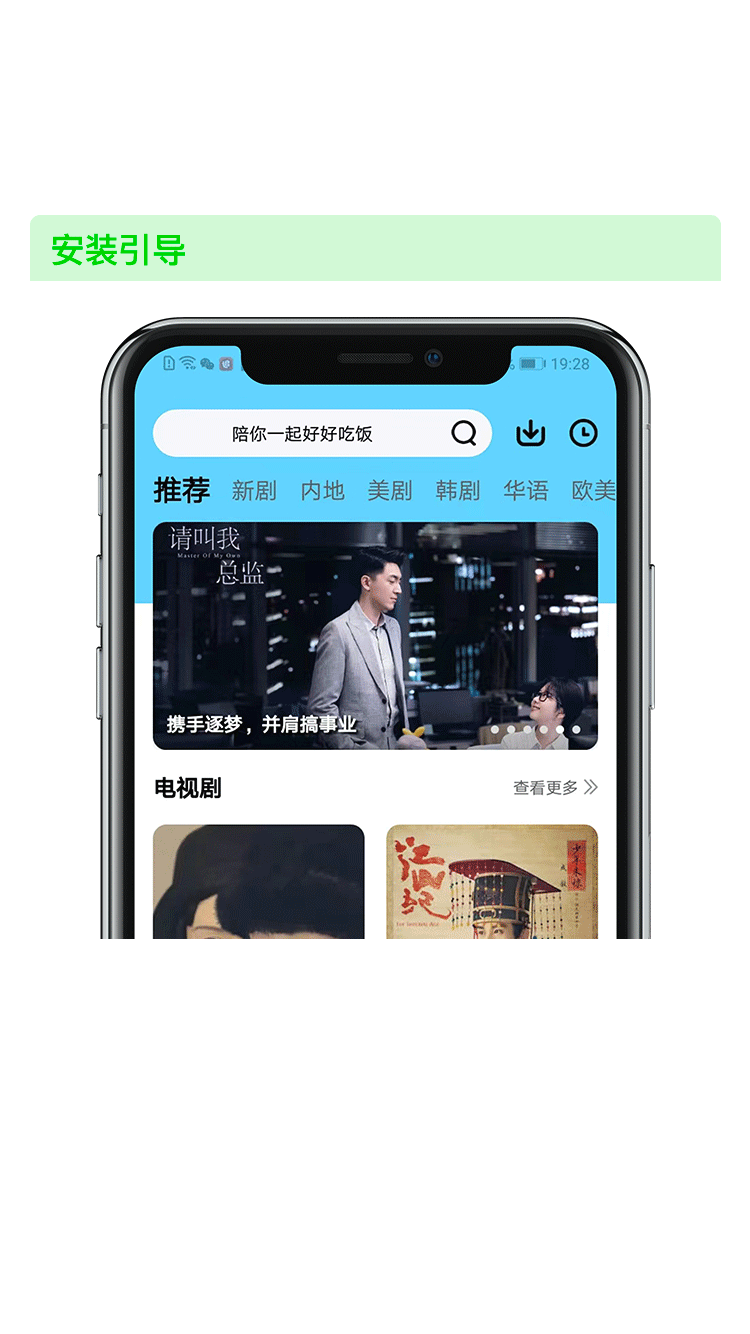 安装引导
19:28
陪你一起好好吃饭
推荐 新剧 内地 美剧 韩剧 华语 欧美
请叫我
Master Of My Own
总监
携手逐梦，并肩搞事业
电视剧 查看更多
江山纪